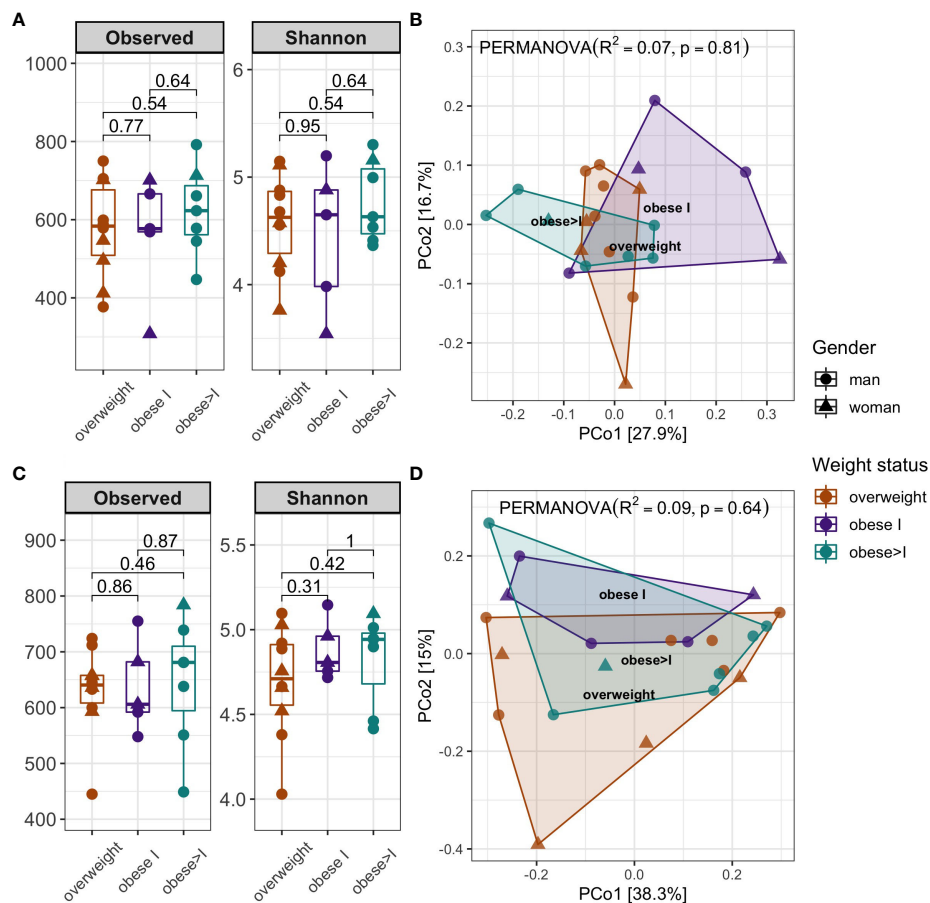 A
Observed
Shannon
1000
800
600
400
0.64
0.54
0.77
6
5
4
0.64
0.54
0.95
overweight
obese I
obese>I
overweight
obese I
obese>I
B
PERMANOVA(R² = 0.07, p = 0.81)
PCo2 [16.7%]
0.3
0.2
0.1
0.0
-0.1
-0.2
obese I
obese>I
overweight
-0.2
-0.1
0.0
0.1
0.2
0.3
PCo1 [27.9%]
Gender
man
woman
Weight status
overweight
obese I
obese>I
C
Observed
Shannon
900
800
700
600
500
400
0.87
0.46
0.86
5.5
5.0
4.5
4.0
1
0.42
0.31
overweight
obese I
obese>I
overweight
obese I
obese>I
D
PERMANOVA(R² = 0.09, p = 0.64)
PCo2 [15%]
0.2
0.0
-0.2
-0.4
obese I
obese>I
overweight
-0.2
0.0
0.2
PCo1 [38.3%]